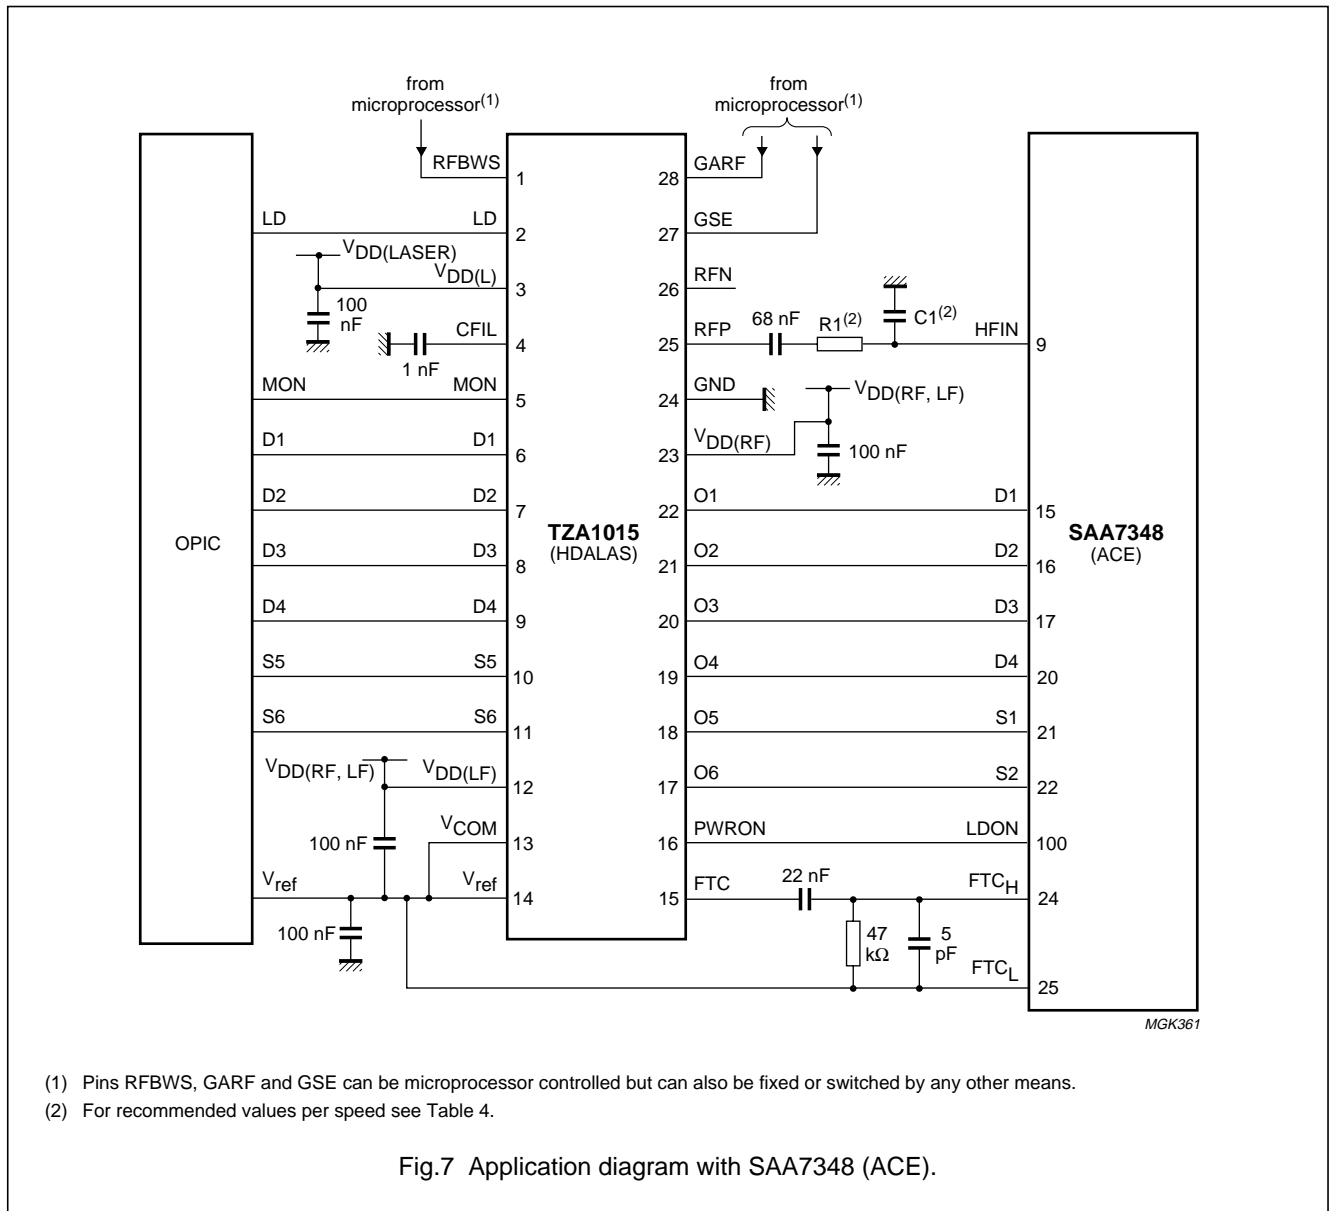 from
microprocessor(1)
from
microprocessor(1)
RFBWS
1
28
GARF
LD
LD
2
27
GSE
VDD(LASER)
VDD(L)
3
26
RFN
100
nF
CFIL
4
1 nF
25
RFP
68 nF
R1(2)
C1(2)
HFIN
9
MON
MON
5
24
GND
VDD(RF, LF)
D1
D1
6
23
VDD(RF)
100 nF
D2
D2
7
22
O1
D1
15
OPIC
TZA1015
(HDALAS)
SAA7348
(ACE)
D3
D3
8
21
O2
D2
16
D4
D4
9
20
O3
D3
17
S5
S5
10
19
O4
D4
20
S6
S6
11
18
O5
S1
21
VDD(RF, LF)
VDD(LF)
12
17
O6
S2
22
100 nF
VCOM
13
16
PWRON
LDON
100
Vref
Vref
14
15
FTC
22 nF
FTCH
24
100 nF
47
kΩ
5
pF
FTCL
25
MGK361
(1) Pins RFBWS, GARF and GSE can be microprocessor controlled but can also be fixed or switched by any other means.
(2) For recommended values per speed see Table 4.
Fig.7 Application diagram with SAA7348 (ACE).